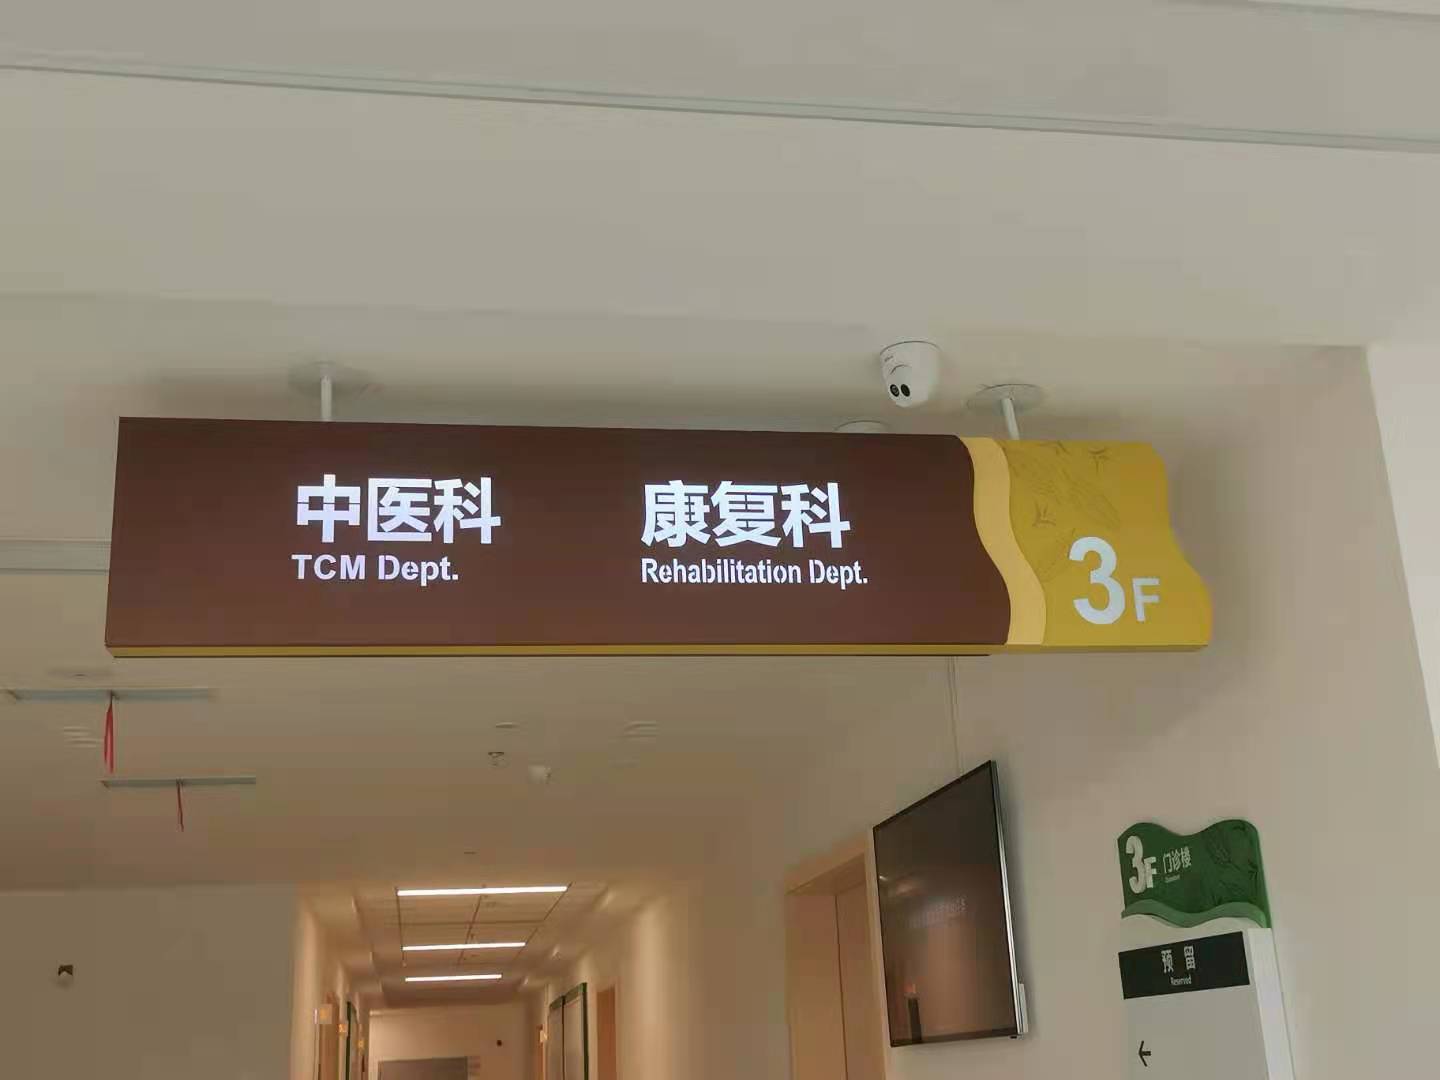 中医科 康复科
TCM Dept. Rehabilitation Dept.
3F
3F 门诊楼
预 留
Reserved